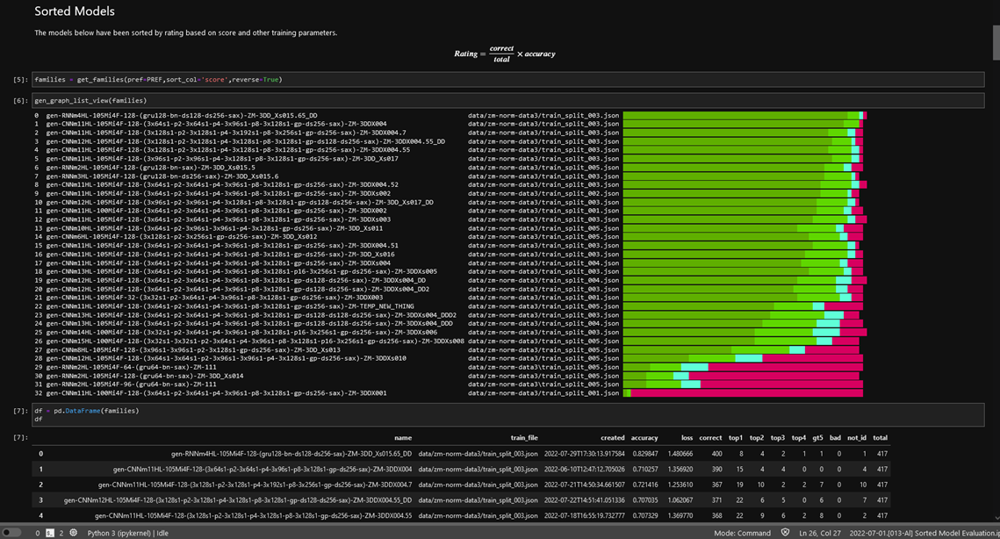 Sorted Models
The models below have been sorted by rating based on score and other training parameters.
Rating = correct / total × accuracy
[5]: families = get_families(pref=PREF,sort_col='score',reverse=True)
[6]: gen_graph_list_view(families)
0 gen-RNNm4HL-105Mi4F-128-(gru128-bn-ds128-ds256-sax)-ZM-3DD_Xs015.65_DD data/zm-norm-data3/train_split_003.json
1 gen-CNNm11HL-105Mi4F-128-(3x64s1-p2-3x64s1-p4-3x96s1-p8-3x128s1-gp-ds256-sax)-ZM-3DDX004 data/zm-norm-data3/train_split_003.json
2 gen-CNNm11HL-105Mi4F-128-(3x128s1-p2-3x128s1-p4-3x192s1-p8-3x256s1-gp-ds256-sax)-ZM-3DDX004.7 data/zm-norm-data3/train_split_003.json
3 gen-CNNm12HL-105Mi4F-128-(3x128s1-p2-3x128s1-p4-3x128s1-p8-3x128s1-gp-ds128-ds256-sax)-ZM-3DDX004.55_DD data/zm-norm-data3/train_split_003.json
4 gen-CNNm11HL-105Mi4F-128-(3x128s1-p2-3x128s1-p4-3x128s1-p8-3x128s1-gp-ds256-sax)-ZM-3DDX004.55 data/zm-norm-data3/train_split_003.json
5 gen-CNNm11HL-105Mi4F-128-(3x96s1-p2-3x96s1-p4-3x128s1-p8-3x128s1-gp-ds256-sax)-ZM-3DD_Xs017 data/zm-norm-data3/train_split_003.json
6 gen-RNNm2HL-105Mi4F-128-(gru128-bn-sax)-ZM-3DD_Xs015.5 data/zm-norm-data3/train_split_005.json
7 gen-RNNm3HL-105Mi4F-128-(gru128-bn-ds256-sax)-ZM-3DD_Xs015.6 data/zm-norm-data3/train_split_003.json
8 gen-CNNm11HL-105Mi4F-128-(3x64s1-p2-3x64s1-p4-3x96s1-p8-3x128s1-gp-ds256-sax)-ZM-3DDX004.52 data/zm-norm-data3/train_split_003.json
9 gen-CNNm11HL-105Mi4F-128-(3x64s1-p2-3x64s1-p4-3x96s1-p8-3x128s1-gp-ds256-sax)-ZM-3DDXs002 data/zm-norm-data3/train_split_003.json
10 gen-CNNm12HL-105Mi4F-128-(3x96s1-p2-3x96s1-p4-3x128s1-p8-3x128s1-gp-ds128-ds256-sax)-ZM-3DD_Xs017_DD data/zm-norm-data3/train_split_003.json
11 gen-CNNm11HL-100Mi4F-128-(3x64s1-p2-3x64s1-p4-3x96s1-p8-3x128s1-gp-ds256-sax)-ZM-3DDX002 data/zm-norm-data3/train_split_001.json
12 gen-CNNm11HL-105Mi4F-128-(3x64s1-p2-3x64s1-p4-3x96s1-p8-3x128s1-gp-ds256-sax)-ZM-3DDXs003 data/zm-norm-data3/train_split_003.json
13 gen-CNNm10HL-105Mi4F-128-(3x64s1-p2-3x96s1-3x96s1-p4-3x128s1-gp-ds256-sax)-ZM-3DD_Xs011 data/zm-norm-data3/train_split_005.json
14 gen-CNNm6HL-105Mi4F-128-(3x128s1-p2-3x256s1-gp-ds256-sax)-ZM-3DD_Xs012 data/zm-norm-data3/train_split_005.json
15 gen-CNNm11HL-105Mi4F-128-(3x64s1-p2-3x64s1-p4-3x96s1-p8-3x128s1-gp-ds256-sax)-ZM-3DDX004.51 data/zm-norm-data3/train_split_003.json
16 gen-CNNm11HL-105Mi4F-128-(3x64s1-p2-3x64s1-p4-3x96s1-p8-3x128s1-gp-ds256-sax)-ZM-3DD_Xs016 data/zm-norm-data3/train_split_005.json
17 gen-CNNm11HL-105Mi4F-128-(3x64s1-p2-3x64s1-p4-3x96s1-p8-3x128s1-gp-ds256-sax)-ZM-3DDXs004 data/zm-norm-data3/train_split_004.json
18 gen-CNNm13HL-105Mi4F-128-(3x64s1-p2-3x64s1-p4-3x96s1-p8-3x128s1-p16-3x256s1-gp-ds256-sax)-ZM-3DDXs005 data/zm-norm-data3/train_split_003.json
19 gen-CNNm12HL-105Mi4F-128-(3x64s1-p2-3x64s1-p4-3x96s1-p8-3x128s1-gp-ds128-ds256-sax)-ZM-3DDXs004_DD data/zm-norm-data3/train_split_004.json
20 gen-CNNm12HL-105Mi4F-128-(3x64s1-p2-3x64s1-p4-3x96s1-p8-3x128s1-gp-ds128-ds256-sax)-ZM-3DDXs004_DD2 data/zm-norm-data3/train_split_005.json
21 gen-CNNm11HL-105Mi4F-32-(3x32s1-p2-3x64s1-p4-3x96s1-p8-3x128s1-gp-ds256-sax)-ZM-3DDX003 data/zm-norm-data3/train_split_001.json
22 gen-CNNm11HL-105Mi4F-128-(3x64s1-p2-3x64s1-p4-3x96s1-p8-3x128s1-gp-ds256-sax)-ZM-TEMP_NEW_THING data/zm-norm-data3/train_split_005.json
23 gen-CNNm13HL-105Mi4F-128-(3x64s1-p2-3x64s1-p4-3x96s1-p8-3x128s1-gp-ds128-ds128-ds256-sax)-ZM-3DDXs004_DDD2 data/zm-norm-data3/train_split_003.json
24 gen-CNNm13HL-105Mi4F-128-(3x64s1-p2-3x64s1-p4-3x96s1-p8-3x128s1-gp-ds128-ds128-ds256-sax)-ZM-3DDXs004_DDD data/zm-norm-data3/train_split_004.json
25 gen-CNNm14HL-100Mi4F-128-(3x32s1-p2-3x64s1-p4-3x96s1-p8-3x128s1-p16-3x256s1-gp-ds256-sax)-ZM-3DDXs006 data/zm-norm-data3/train_split_003.json
26 gen-CNNm15HL-100Mi4F-128-(3x32s1-3x32s1-p2-3x64s1-p4-3x96s1-p8-3x128s1-p16-3x256s1-gp-ds256-sax)-ZM-3DDXs008 data/zm-norm-data3/train_split_005.json
27 gen-CNNm8HL-105Mi4F-128-(3x96s1-3x96s1-p2-3x96s1-gp-ds256-sax)-ZM-3DD_Xs013 data/zm-norm-data3/train_split_005.json
28 gen-CNNm12HL-105Mi4F-128-(3x64s1-3x64s1-p2-3x96s1-3x96s1-p4-3x128s1-gp-ds256-sax)-ZM-3DDXs010 data/zm-norm-data3/train_split_005.json
29 gen-RNNm2HL-105Mi4F-64-(gru64-bn-sax)-ZM-111 data/zm-norm-data3/train_split_005.json
30 gen-RNNm2HL-105Mi4F-128-(gru64-bn-sax)-ZM-3DD_Xs014 data/zm-norm-data3/train_split_005.json
31 gen-RNNm2HL-105Mi4F-96-(gru64-bn-sax)-ZM-111 data/zm-norm-data3\train_split_005.json
32 gen-CNNm11HL-100Mi4F-128-(3x64s1-p2-3x64s1-p4-3x96s1-p8-3x128s1-gp-ds256-sax)-ZM-3DDX001 data/zm-norm-data3/train_split_001.json
[7]: df = pd.DataFrame(families)
df
[7]: name train_file created accuracy loss correct top1 top2 top3 top4 gt5 bad not_id total
0 gen-RNNm4HL-105Mi4F-128-(gru128-bn-ds128-ds256-sax)-ZM-3DD_Xs015.65_DD data/zm-norm-data3/train_split_003.json 2022-07-29T17:30:13.917584 0.829847 1.480666 400 8 4 2 1 1 0 1 417
1 gen-CNNm11HL-105Mi4F-128-(3x64s1-p2-3x64s1-p4-3x96s1-p8-3x128s1-gp-ds256-sax)-ZM-3DDX004 data/zm-norm-data3/train_split_003.json 2022-06-10T12:47:12.705026 0.710257 1.356920 390 15 4 4 0 0 0 4 417
2 gen-CNNm11HL-105Mi4F-128-(3x128s1-p2-3x128s1-p4-3x192s1-p8-3x256s1-gp-ds256-sax)-ZM-3DDX004.7 data/zm-norm-data3/train_split_003.json 2022-07-21T14:50:34.661507 0.721416 1.253610 367 19 10 2 2 7 0 10 417
3 gen-CNNm12HL-105Mi4F-128-(3x128s1-p2-3x128s1-p4-3x128s1-p8-3x128s1-gp-ds128-ds256-sax)-ZM-3DDX004.55_DD data/zm-norm-data3/train_split_003.json 2022-07-22T14:51:41.051336 0.707035 1.062067 371 22 6 5 0 6 0 7 417
4 gen-CNNm11HL-105Mi4F-128-(3x128s1-p2-3x128s1-p4-3x128s1-p8-3x128s1-gp-ds256-sax)-ZM-3DDX004.55 data/zm-norm-data3/train_split_003.json 2022-07-18T16:55:19.732777 0.707329 1.369770 368 22 9 6 2 8 0 2 417
0 2 Python 3 (ipykernel) | Idle Mode: Command Ln 26, Col 27 2022-07-01.[013-AI] Sorted Model Evaluation.i